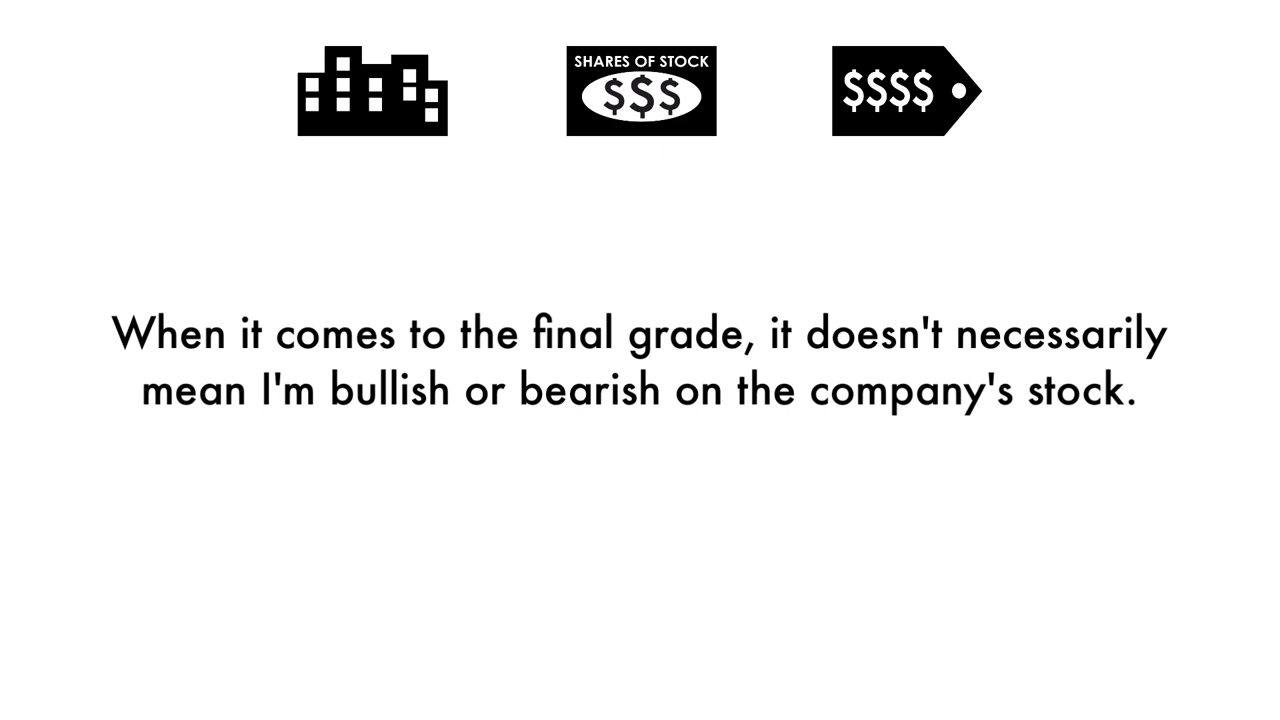 SHARES OF STOCK
$$$
$$$$
When it comes to the final grade, it doesn't necessarily
mean I'm bullish or bearish on the company's stock.